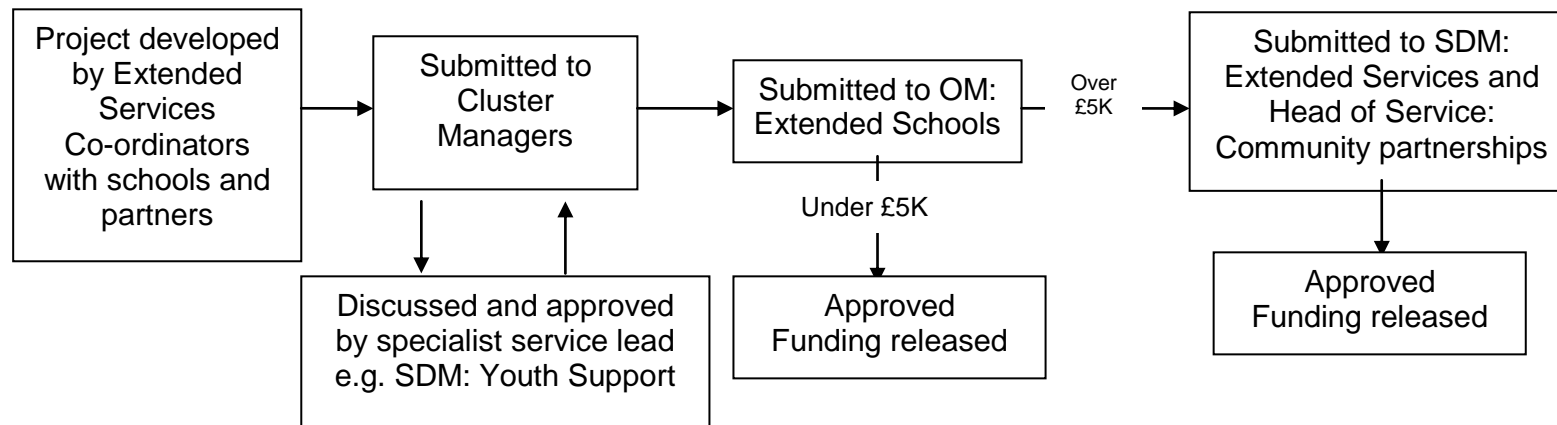 Project developed
by Extended
Services
Co-ordinators
with schools and
partners
Submitted to
Cluster
Managers
Discussed and approved
by specialist service lead
e.g. SDM: Youth Support
Submitted to OM:
Extended Schools
Under £5K
Approved
Funding released
Over
£5K
Submitted to SDM:
Extended Services and
Head of Service:
Community partnerships
Approved
Funding released